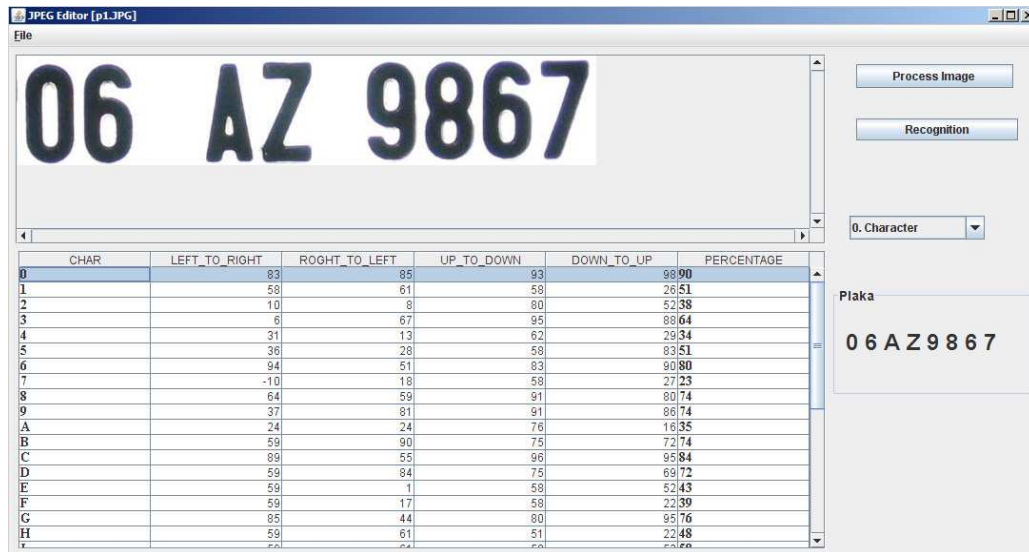 JPEG Editor [p1.JPG]
File
06 AZ 9867
Process Image
Recognition
0. Character
Plaka
0 6 A Z 9 8 6 7
CHAR LEFT_TO_RIGHT ROGHT_TO_LEFT UP_TO_DOWN DOWN_TO_UP PERCENTAGE
0 83 85 93 98 90
1 58 61 58 26 51
2 10 8 80 52 38
3 6 67 95 88 64
4 31 13 62 29 34
5 36 28 58 83 51
6 94 51 83 90 80
7 -10 18 58 27 23
8 64 59 91 80 74
9 37 81 91 86 74
A 24 24 76 16 35
B 59 90 75 72 74
C 89 55 96 95 84
D 59 84 75 69 72
E 59 1 58 52 43
F 59 17 58 22 39
G 85 44 80 95 76
H 59 61 51 22 48